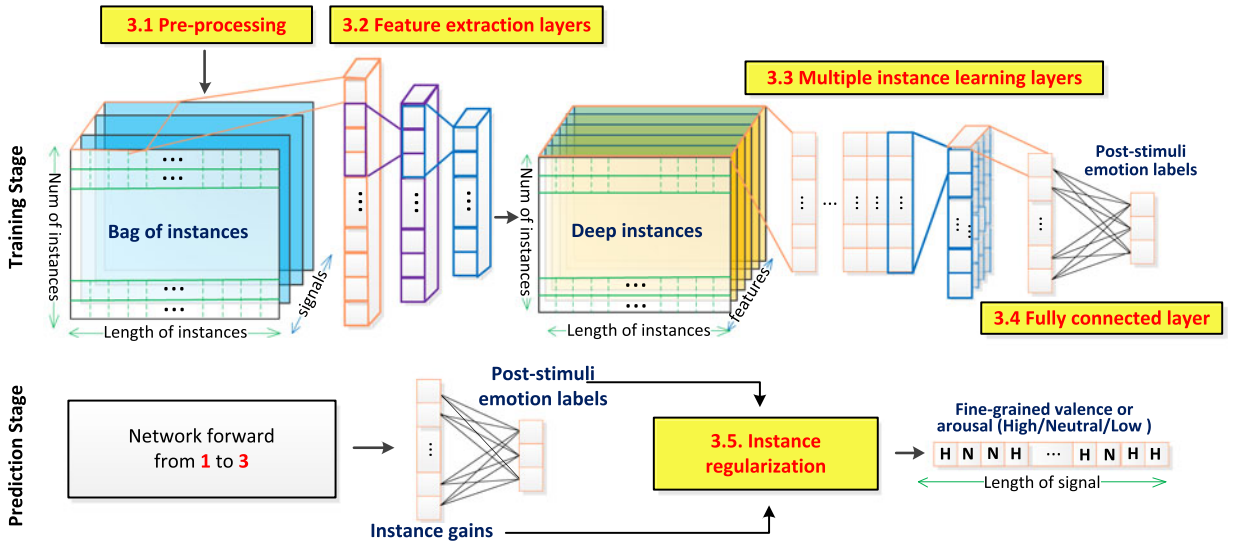 3.1 Pre-processing
3.2 Feature extraction layers
3.3 Multiple instance learning layers
Training Stage
Num of instances
...
...
Bag of instances
...
...
signals
Length of instances
Num of instances
Deep instances
...
...
features
Length of instances
...
Post-stimuli
emotion labels
3.4 Fully connected layer
Prediction Stage
Network forward
from 1 to 3
Post-stimuli
emotion labels
Instance gains
3.5. Instance
regularization
Fine-grained valence or
arousal (High/Neutral/Low )
H N N H ... H N H H
Length of signal